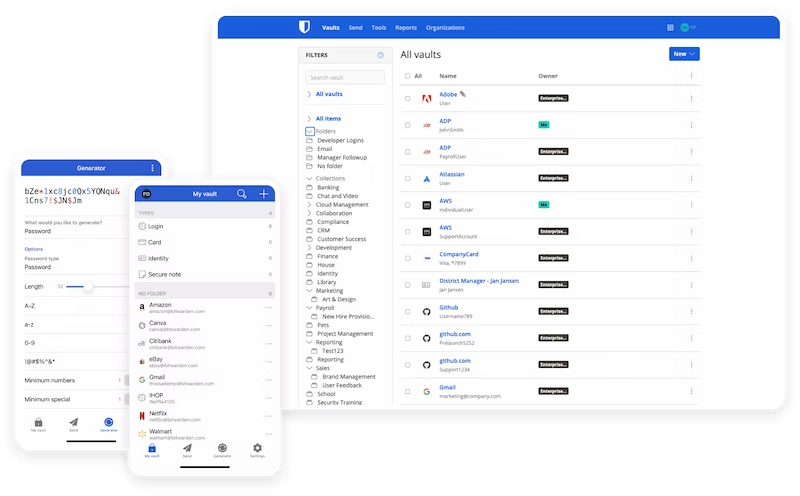 Vaults Send Tools Reports Organizations
FILTERS
Search vault
All vaults
All items
Folders
Developer Logins
Email
Manager Followup
No folder
Collections
Banking
Chat and Video
Cloud Management
Collaboration
Compliance
CRM
Customer Success
Development
Finance
House
Identity
Library
Marketing
Art & Design
Payroll
New Hire Provisio...
Pets
Project Management
Reporting
Test123
Reporting
Sales
Brand Management
User Feedback
School
Security Training
All vaults
New
All Name Owner
Adobe
User
Enterprise...
ADP
JohnSmith
Me
ADP
PayrollUser
Enterprise...
Atlassian
User
Enterprise...
AWS
IndividualUser
Me
AWS
SupportAccount
Enterprise...
CompanyCard
Visa, *7899
Enterprise...
District Manager - Jan Jansen
Jan Jansen
Enterprise...
Github
Username789
Enterprise...
github.com
Prelaunch5252
Enterprise...
github.com
Support1234
Enterprise...
Gmail
marketing@company.com
Enterprise...
Generator
bZe*1xc8jc0Qx5YQNqu&
1Cns7!$JN$Jm
What would you like to generate?
Password
Options
Password type
Password
Length
A-Z
a-z
0-9
!@#$%^&*
Minimum numbers 1
Minimum special 1
My vault Send Generator
PD My vault
TYPES
Login
Card
Identity
Secure note
NO FOLDER
Amazon
amazon@bitwarden.com
Canva
canva@bitwarden.com
Citibank
citibank@bitwarden.com
eBay
ebay@bitwarden.com
Gmail
IHOP
Waffle4120
Netflix
netflix@bitwarden.com
Walmart
walmart@bitwarden.com
My vault Send Generator Settings